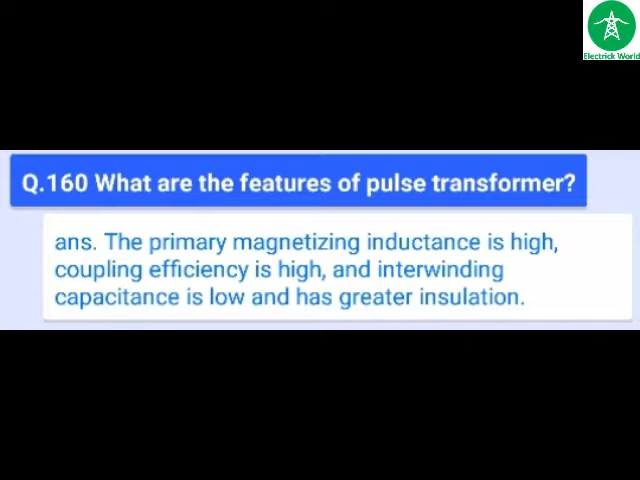 Electrick World
Q.160 What are the features of pulse transformer?
ans. The primary magnetizing inductance is high,
coupling efficiency is high, and interwinding
capacitance is low and has greater insulation.